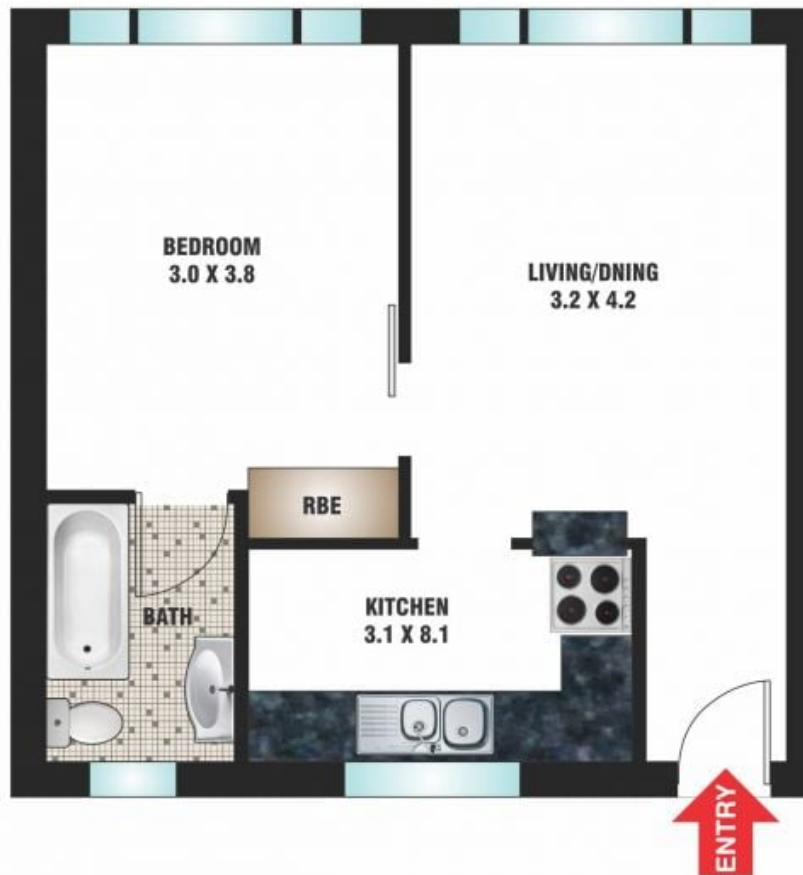 BEDROOM
3.0 X 3.8
LIVING/DNING
3.2 X 4.2
RBE
BATH
KITCHEN
3.1 X 8.1
ENTRY